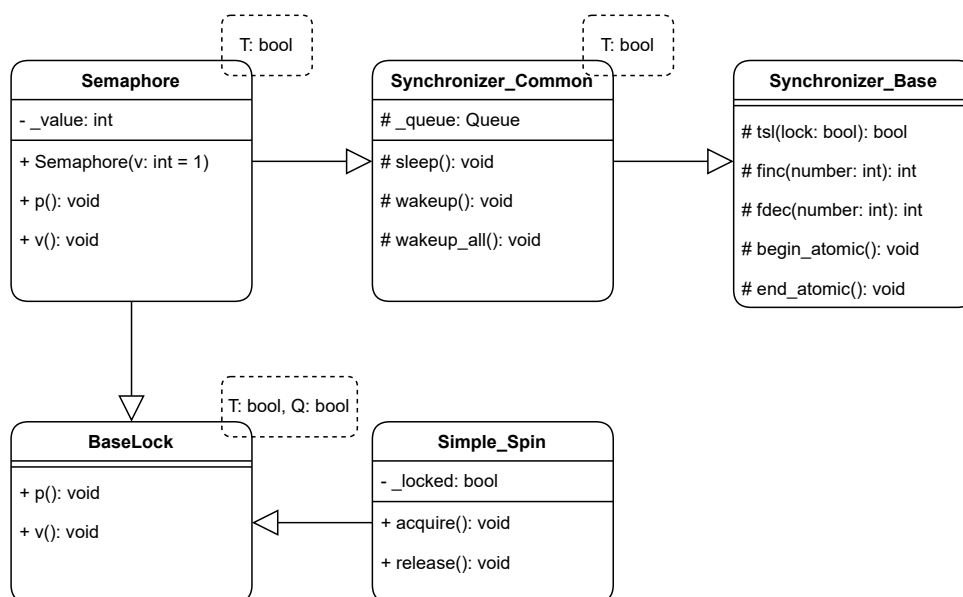 T: bool
Semaphore
- _value: int
+ Semaphore(v: int = 1)
+ p(): void
+ v(): void
T: bool
Synchronizer_Common
# _queue: Queue
# sleep(): void
# wakeup(): void
# wakeup_all(): void
Synchronizer_Base
# tsl(lock: bool): bool
# finc(number: int): int
# fdec(number: int): int
# begin_atomic(): void
# end_atomic(): void
T: bool, Q: bool
BaseLock
+ p(): void
+ v(): void
Simple_Spin
- _locked: bool
+ acquire(): void
+ release(): void